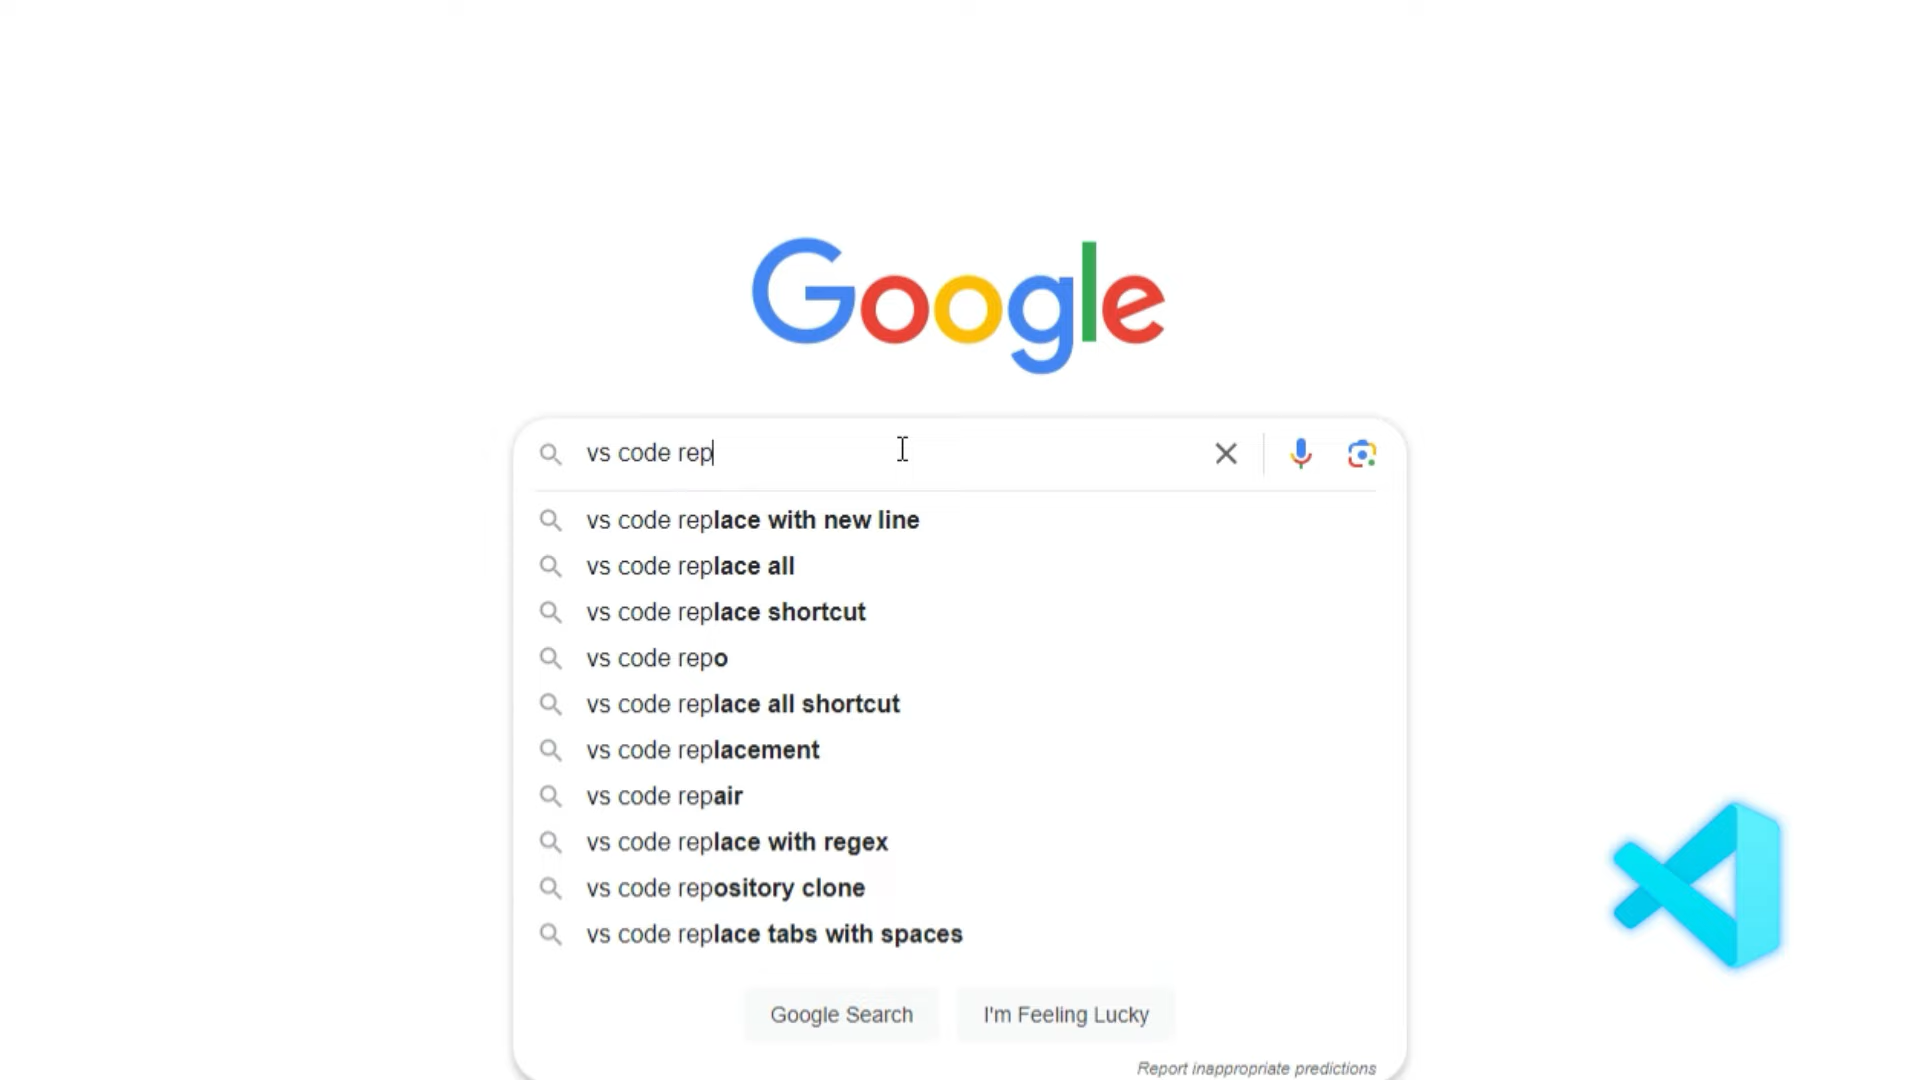 Google
vs code rep
vs code replace with new line
vs code replace all
vs code replace shortcut
vs code repo
vs code replace all shortcut
vs code replacement
vs code repair
vs code replace with regex
vs code repository clone
vs code replace tabs with spaces
Google Search
I'm Feeling Lucky
Report inappropriate predictions